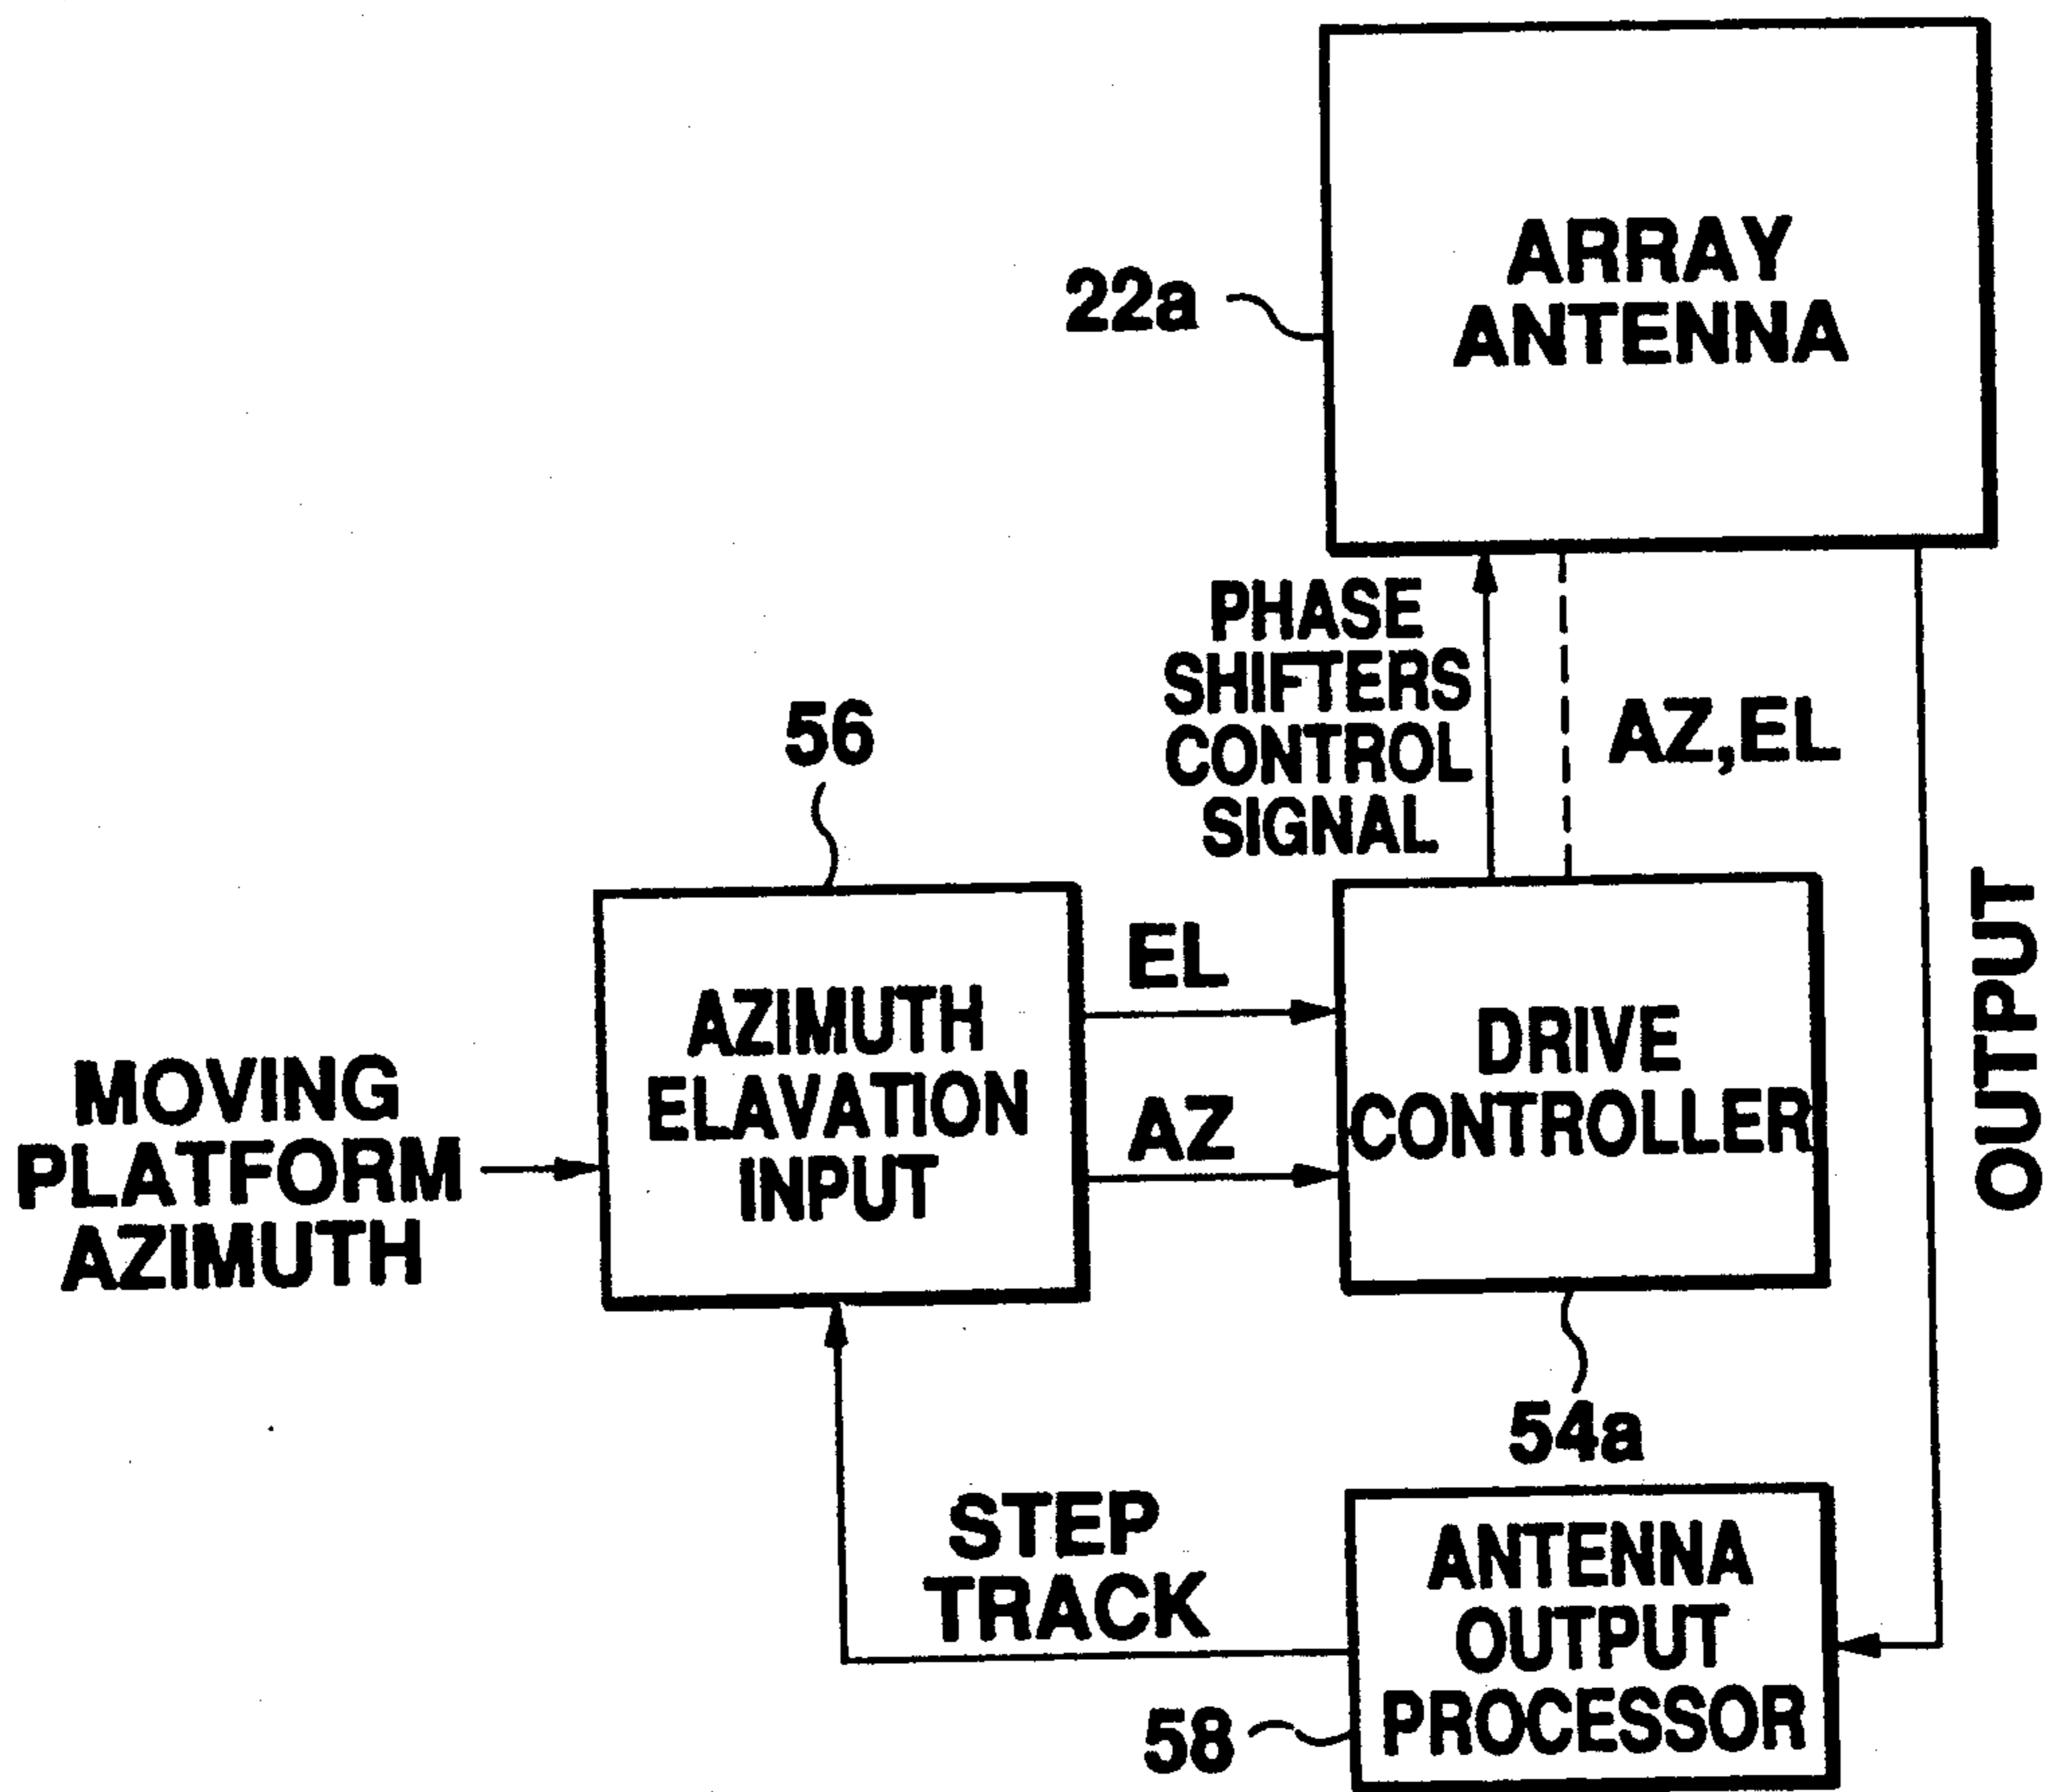 ARRAY
ANTENNA
22a
PHASE
SHIFTERS
CONTROL
SIGNAL
AZ,EL
56
OUTPUT
AZIMUTH
ELAVATION
INPUT
EL
AZ
DRIVE
CONTROLLER
MOVING
PLATFORM
AZIMUTH
54a
STEP
TRACK
ANTENNA
OUTPUT
PROCESSOR
58